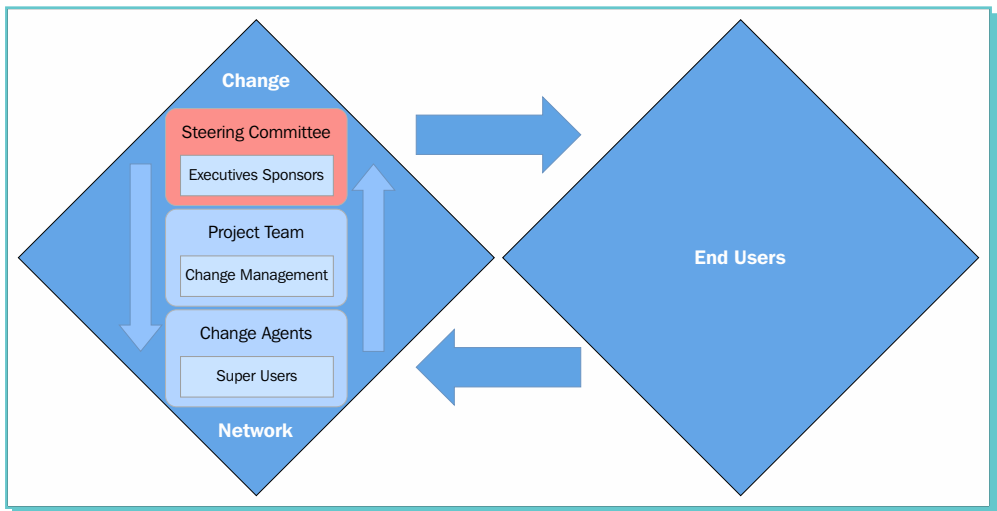 Change
Steering Committee
Executives Sponsors
Project Team
Change Management
Change Agents
Super Users
Network
End Users